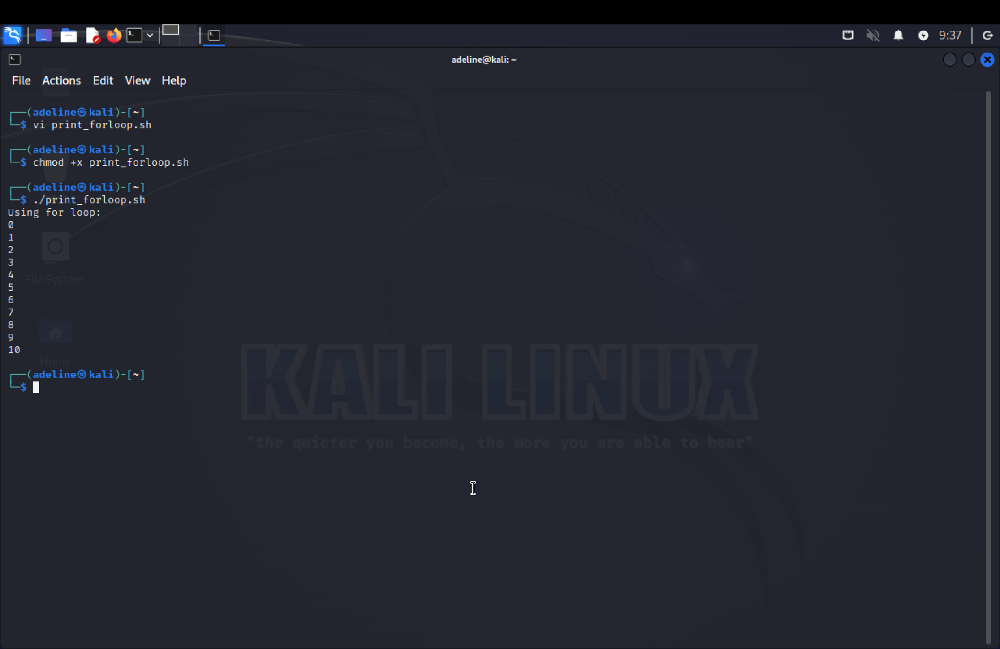 9:37
adeline@kali: ~
File Actions Edit View Help
┌──(adeline㉿kali)-[~]
└─$ vi print_forloop.sh
┌──(adeline㉿kali)-[~]
└─$ chmod +x print_forloop.sh
┌──(adeline㉿kali)-[~]
└─$ ./print_forloop.sh
Using for loop:
0
1
2
3
4
5
6
7
8
9
10
┌──(adeline㉿kali)-[~]
└─$
File System
Home
KALI LINUX
"the quieter you become, the more you are able to hear"